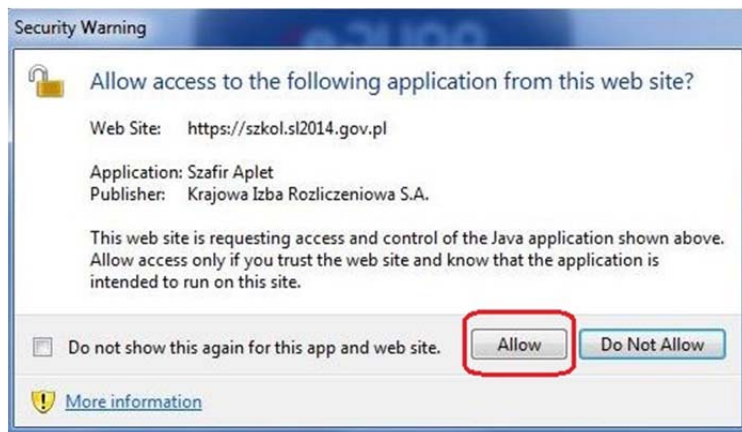 Security Warning
Allow access to the following application from this web site?
Web Site: https://szkol.sl2014.gov.pl
Application: Szafir Aplet
Publisher: Krajowa Izba Rozliczeniowa S.A.
This web site is requesting access and control of the Java application shown above.
Allow access only if you trust the web site and know that the application is
intended to run on this site.
Do not show this again for this app and web site.
Allow
Do Not Allow
More information